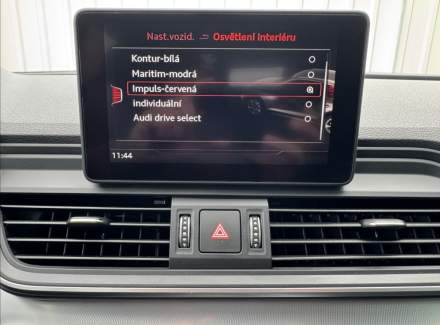 Nast.vozid. Osvětlení interiéru
Kontur-bílá
Maritim-modrá
Impuls-červená
individuální
Audi drive select
11:44